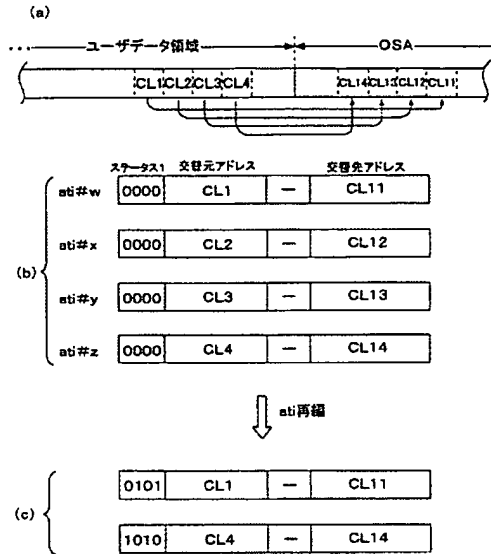 (a)
… ユーザデータ領域 OSA
CL1 CL2 CL3 CL4 CL14 CL13 CL12 CL11
ステータス1 交替元アドレス 交替先アドレス
ati#w 0000 CL1 — CL11
ati#x 0000 CL2 — CL12
(b)
ati#y 0000 CL3 — CL13
ati#z 0000 CL4 — CL14
ati再編
0101 CL1 — CL11
(c)
1010 CL4 — CL14